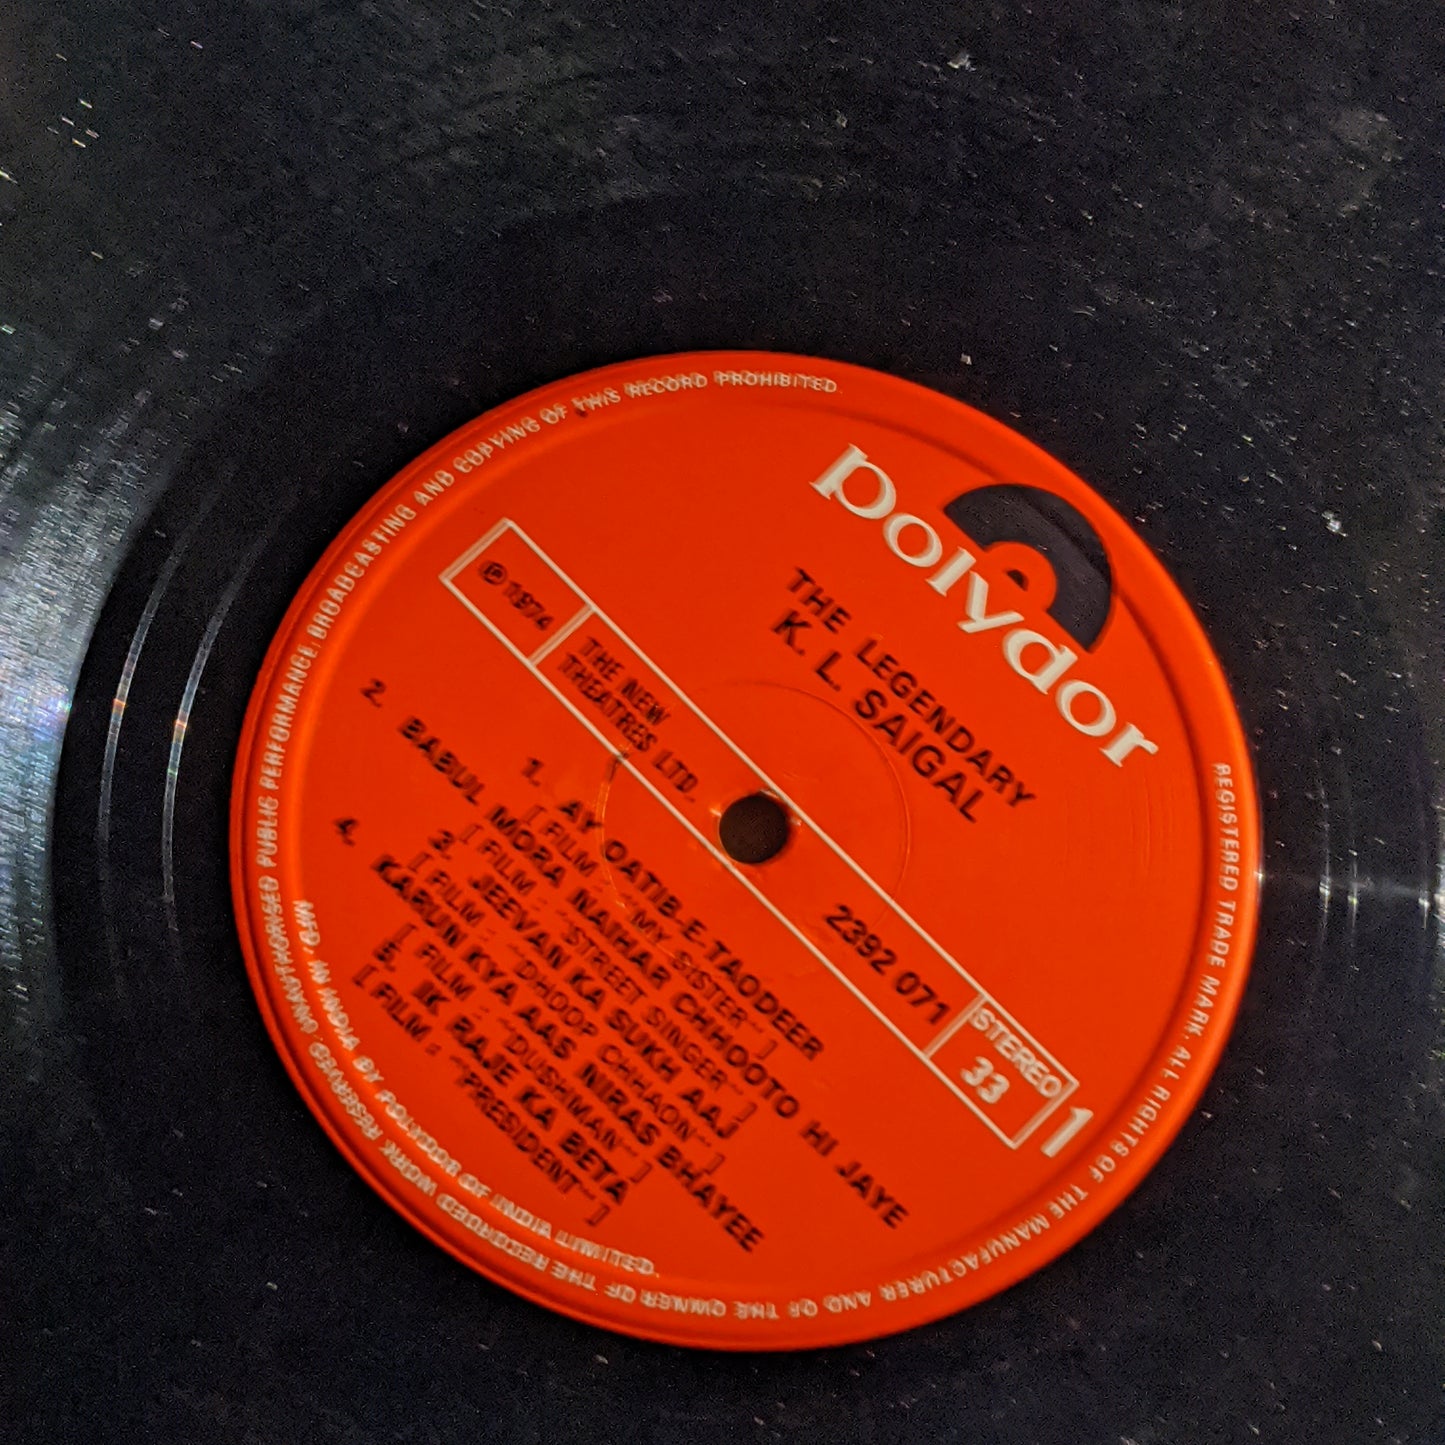 polydor
THE LEGENDARY
K. L. SAIGAL
℗ 1974
THE NEW
THEATRES LTD.
2392 071
STEREO
33
1
1. AY QATIB-E-TAQDEER
[ FILM : "MY SISTER" ]
2. BABUL MORA NAIHAR CHHOOTO HI JAYE
[ FILM : "STREET SINGER" ]
3. JEEVAN KA SUKH AAJ
[ FILM : "DHOOP CHHAON" ]
4. KARUN KYA AAS NIRAS BHAYEE
[ FILM : "DUSHMAN" ]
5. IK RAJE KA BETA
[ FILM : "PRESIDENT" ]
REGISTERED TRADE MARK. ALL RIGHTS OF THE MANUFACTURER AND OF THE OWNER OF THE RECORDED WORK RESERVED. UNAUTHORISED PUBLIC PERFORMANCE, BROADCASTING AND COPYING OF THIS RECORD PROHIBITED.
MFD. IN INDIA BY POLYDOR OF INDIA LIMITED.